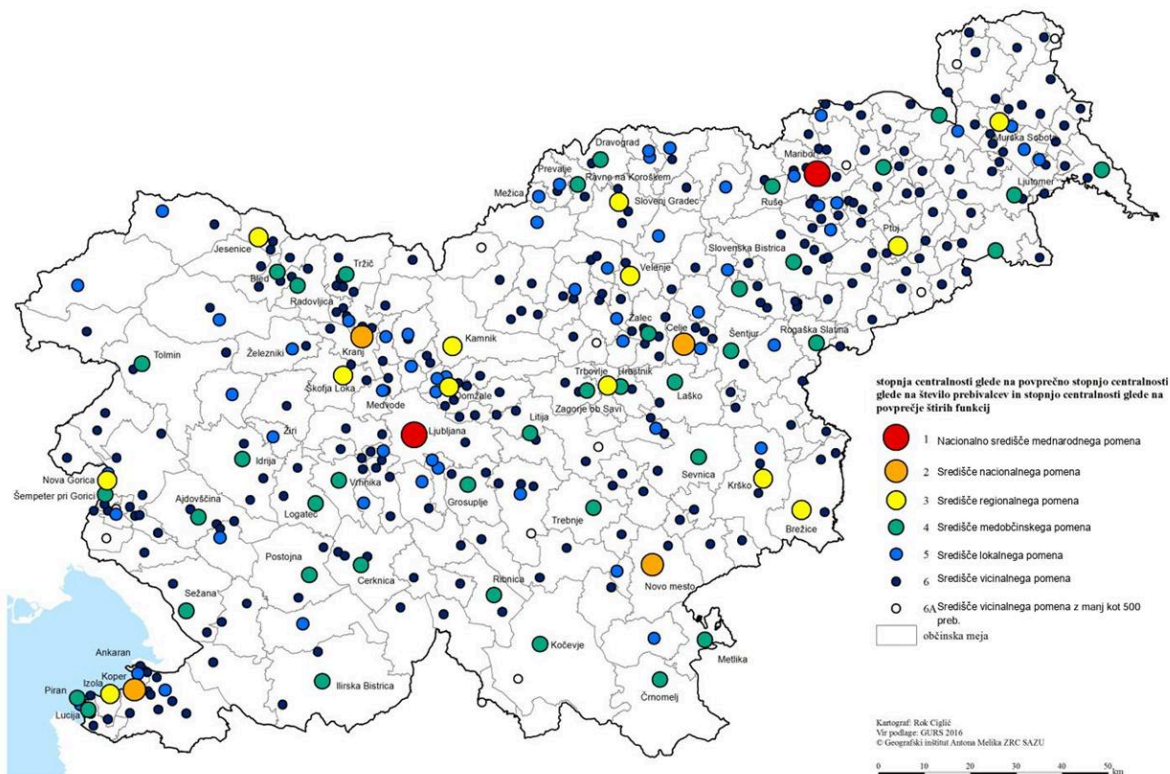 Dravograd
Prevalje
Ravne na Koroškem
Mežica
Slovenj Gradec
Maribor
Ruše
Murska Sobota
Ljutomer
Ptuj
Slovenska Bistrica
Jesenice
Bled
Radovljica
Tržič
Velenje
Žalec
Celje
Šentjur
Rogaška Slatina
Tolmin
Železniki
Kranj
Kamnik
Škofja Loka
Domžale
Medvode
Trbovlje
Hrastnik
Zagorje ob Savi
Laško
Žiri
Ljubljana
Litija
Idrija
Nova Gorica
Šempeter pri Gorici
Ajdovščina
Vrhnika
Logatec
Grosuplje
Sevnica
Krško
Brežice
Trebnje
Postojna
Cerknica
Ribnica
Novo mesto
Sežana
Kočevje
Metlika
Črnomelj
Ankaran
Koper
Izola
Piran
Lucija
Ilirska Bistrica
stopnja centralnosti glede na povprečno stopnjo centralnosti
glede na število prebivalcev in stopnjo centralnosti glede na
povprečje štirih funkcij
1 Nacionalno središče mednarodnega pomena
2 Središče nacionalnega pomena
3 Središče regionalnega pomena
4 Središče medobčinskega pomena
5 Središče lokalnega pomena
6 Središče vicinalnega pomena
6A Središče vicinalnega pomena z manj kot 500
preb.
občinska meja
Kartograf: Rok Ciglič
Vir podlage: GURS 2016
© Geografski inštitut Antona Melika ZRC SAZU
0 10 20 30 40 50
km